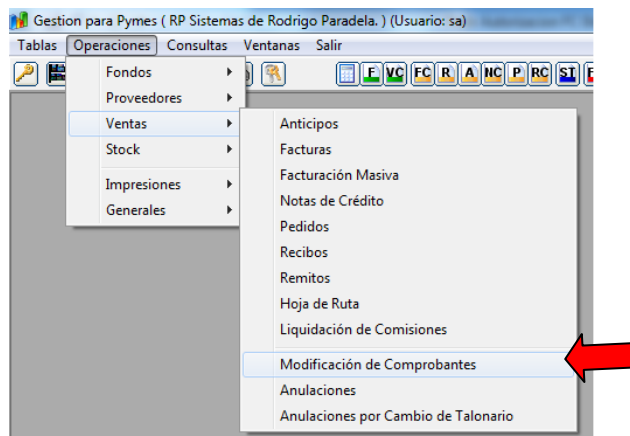 Gestion para Pymes ( RP Sistemas de Rodrigo Paradela. ) (Usuario: sa)
Tablas Operaciones Consultas Ventanas Salir
F VC FC R A NC P RC ST
Fondos
Proveedores
Ventas
Stock
Impresiones
Generales
Anticipos
Facturas
Facturación Masiva
Notas de Crédito
Pedidos
Recibos
Remitos
Hoja de Ruta
Liquidación de Comisiones
Modificación de Comprobantes
Anulaciones
Anulaciones por Cambio de Talonario